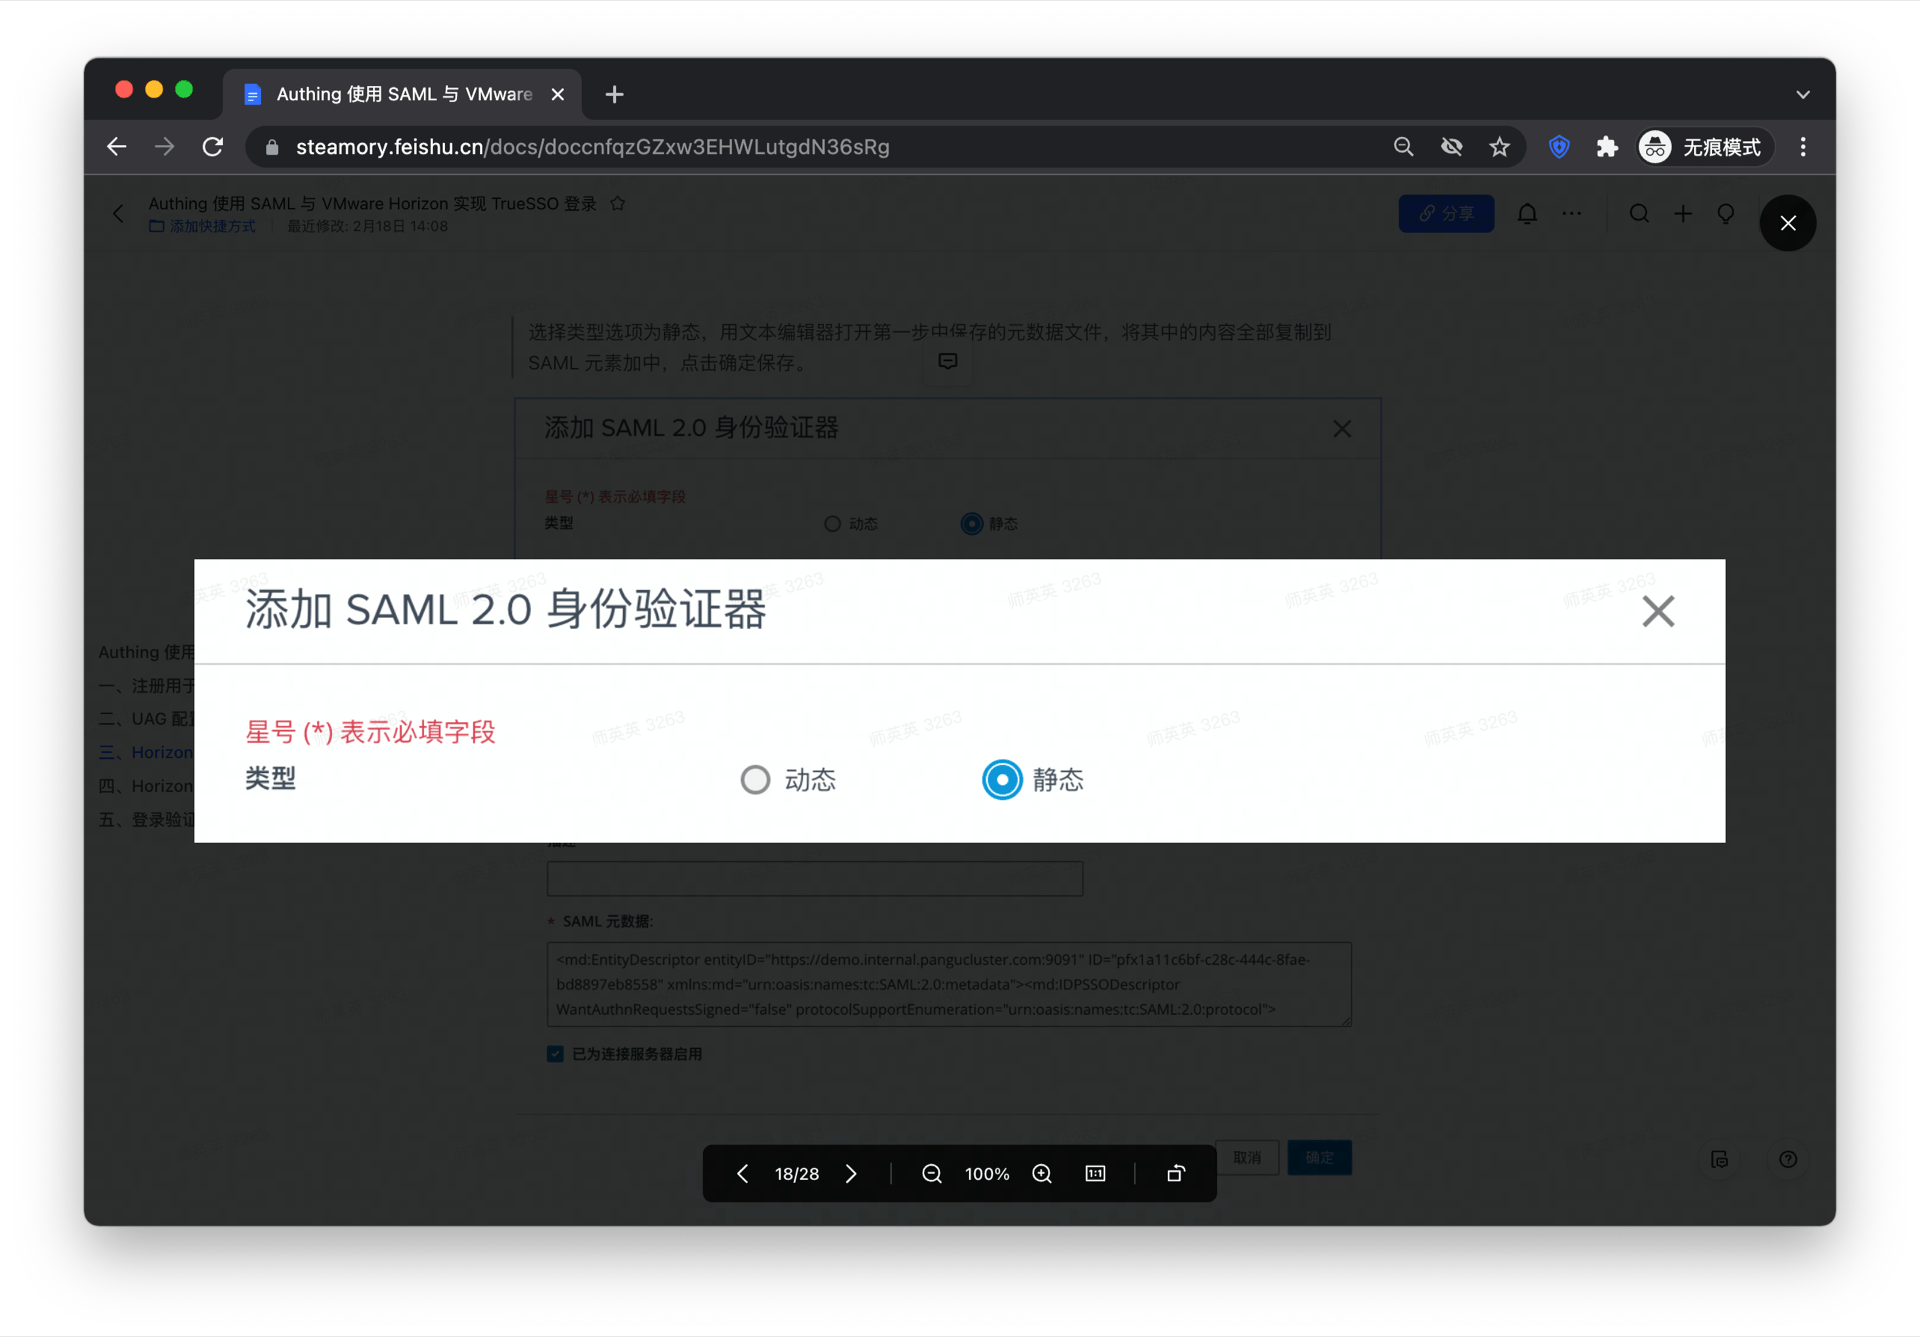 Authing 使用 SAML 与 VMware
steamory.feishu.cn/docs/doccnfqzGZxw3EHWLutgdN36sRg
无痕模式
Authing 使用 SAML 与 VMware Horizon 实现 TrueSSO 登录
添加快捷方式 最近修改: 2月18日 14:08
分享
选择类型选项为静态，用文本编辑器打开第一步中保存的元数据文件，将其中的内容全部复制到
SAML 元素加中，点击确定保存。
添加 SAML 2.0 身份验证器
星号 (*) 表示必填字段
类型 动态 静态
添加 SAML 2.0 身份验证器
星号 (*) 表示必填字段
类型 动态 静态
师英英 3263
Authing 使用
一、注册用于
二、UAG 配置
三、Horizon
四、Horizon
五、登录验证
* SAML 元数据:
<md:EntityDescriptor entityID="https://demo.internal.pangucluster.com:9091" ID="pfx1a11c6bf-c28c-444c-8fae-
bd8897eb8558" xmlns:md="urn:oasis:names:tc:SAML:2.0:metadata"><md:IDPSSODescriptor
WantAuthnRequestsSigned="false" protocolSupportEnumeration="urn:oasis:names:tc:SAML:2.0:protocol">
已为连接服务器启用
取消 确定
18/28 100% 1:1